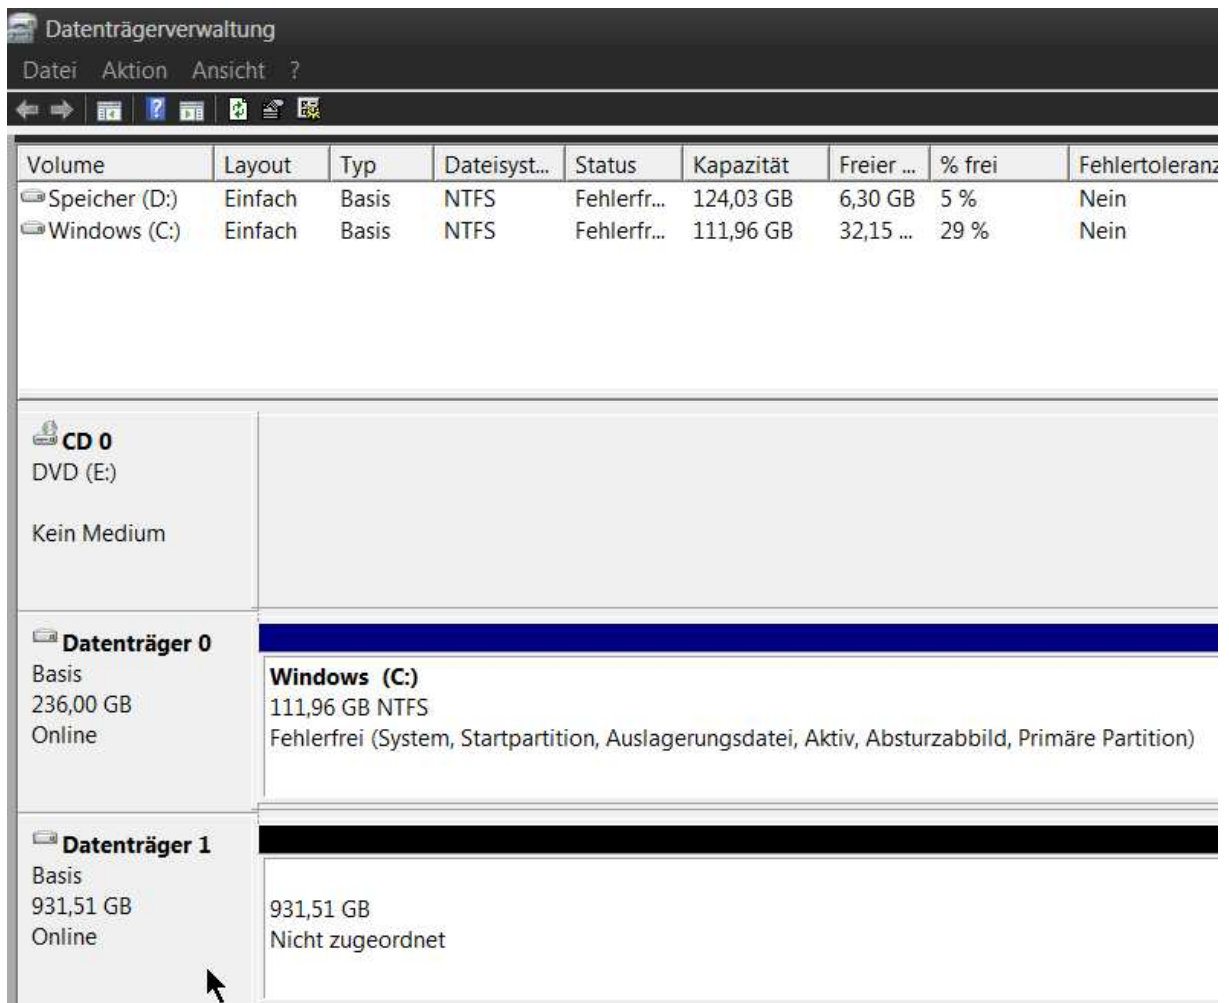 Datenträgerverwaltung
Datei Aktion Ansicht ?
Volume Layout Typ Dateisyst... Status Kapazität Freier ... % frei Fehlertoleranz
Speicher (D:) Einfach Basis NTFS Fehlerfr... 124,03 GB 6,30 GB 5 % Nein
Windows (C:) Einfach Basis NTFS Fehlerfr... 111,96 GB 32,15 ... 29 % Nein
CD 0
DVD (E:)
Kein Medium
Datenträger 0
Basis
236,00 GB
Online
Windows (C:)
111,96 GB NTFS
Fehlerfrei (System, Startpartition, Auslagerungsdatei, Aktiv, Absturzabbild, Primäre Partition)
Datenträger 1
Basis
931,51 GB
Online
931,51 GB
Nicht zugeordnet